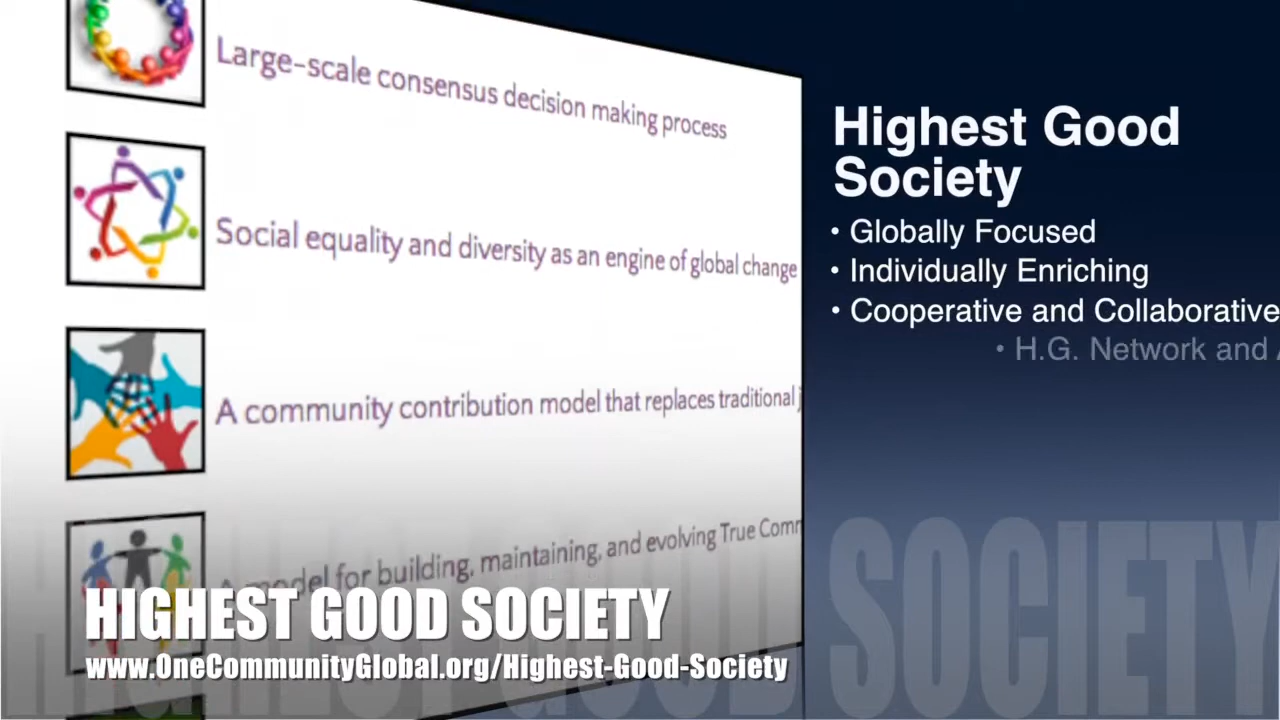 Large-scale consensus decision making process
Social equality and diversity as an engine of global change
A community contribution model that replaces traditional
A model for building, maintaining, and evolving True
Highest Good
Society
• Globally Focused
• Individually Enriching
• Cooperative and Collaborative
• H.G. Network and
HIGHEST GOOD SOCIETY
HIGHEST GOOD SOCIETY
www.OneCommunityGlobal.org/Highest-Good-Society